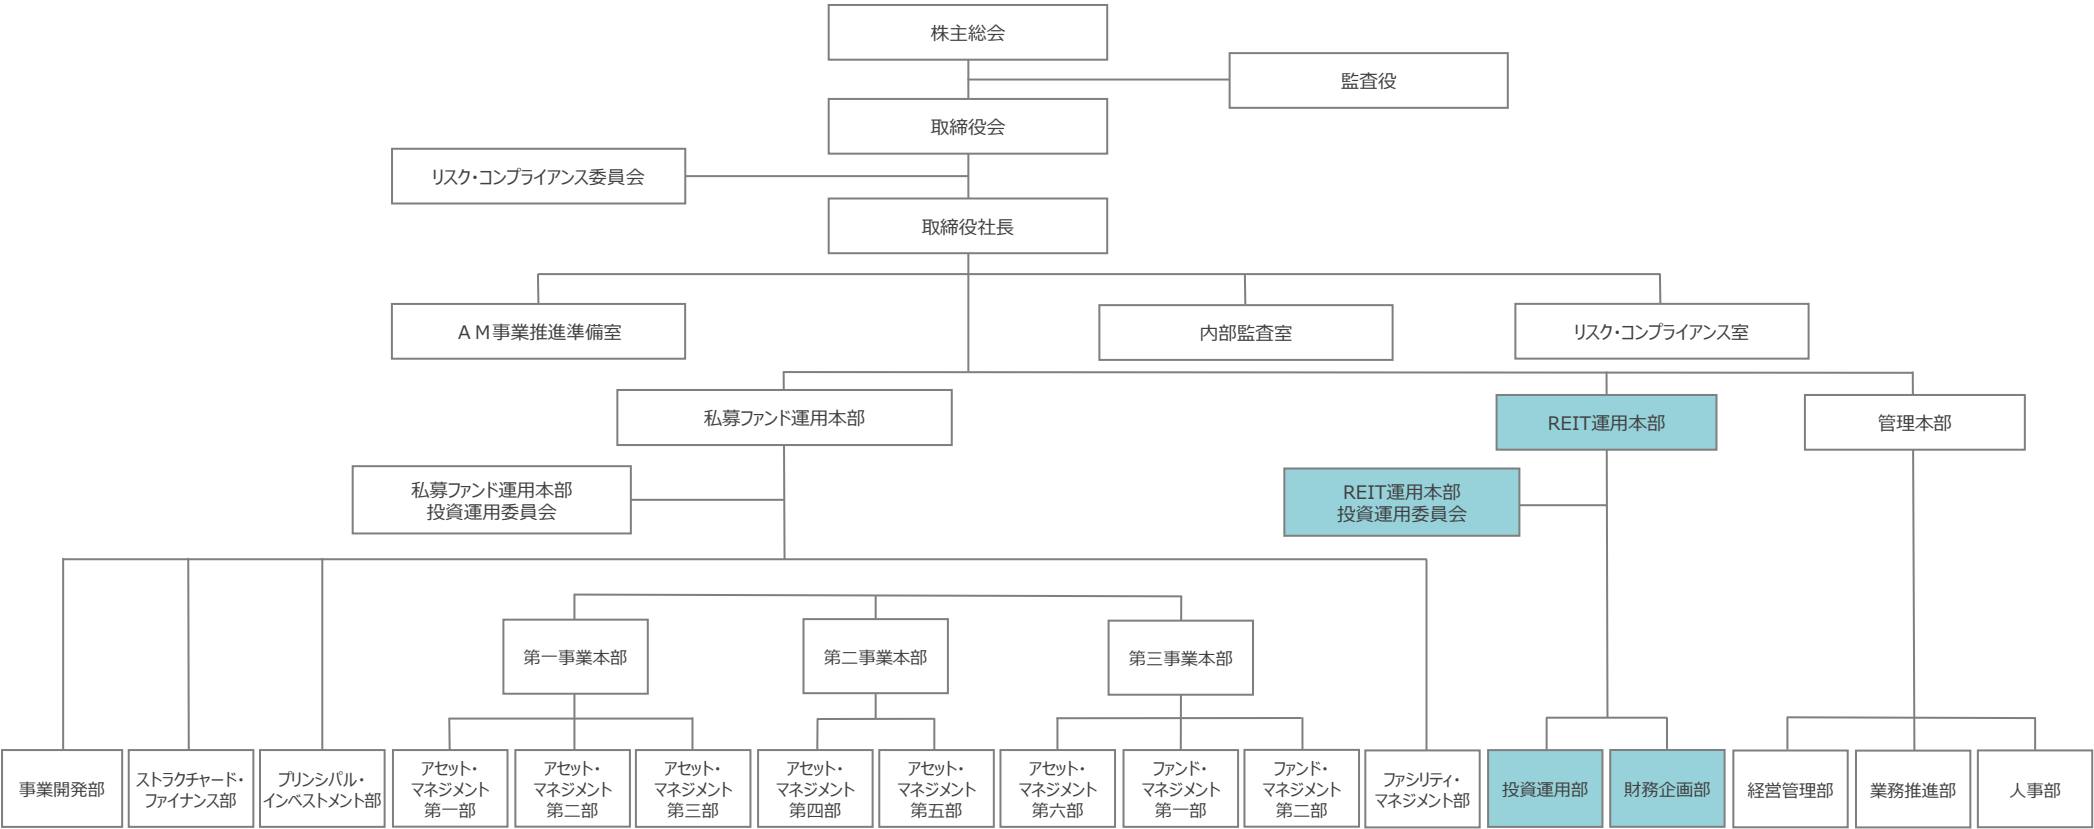 株主総会
監査役
取締役会
リスク・コンプライアンス委員会
取締役社長
ＡＭ事業推進準備室
内部監査室
リスク・コンプライアンス室
私募ファンド運用本部
REIT運用本部
管理本部
私募ファンド運用本部
投資運用委員会
REIT運用本部
投資運用委員会
第一事業本部
第二事業本部
第三事業本部
事業開発部
ストラクチャード・
ファイナンス部
プリンシパル・
インベストメント部
アセット・
マネジメント
第一部
アセット・
マネジメント
第二部
アセット・
マネジメント
第三部
アセット・
マネジメント
第四部
アセット・
マネジメント
第五部
アセット・
マネジメント
第六部
ファンド・
マネジメント
第一部
ファンド・
マネジメント
第二部
ファシリティ・
マネジメント部
投資運用部
財務企画部
経営管理部
業務推進部
人事部